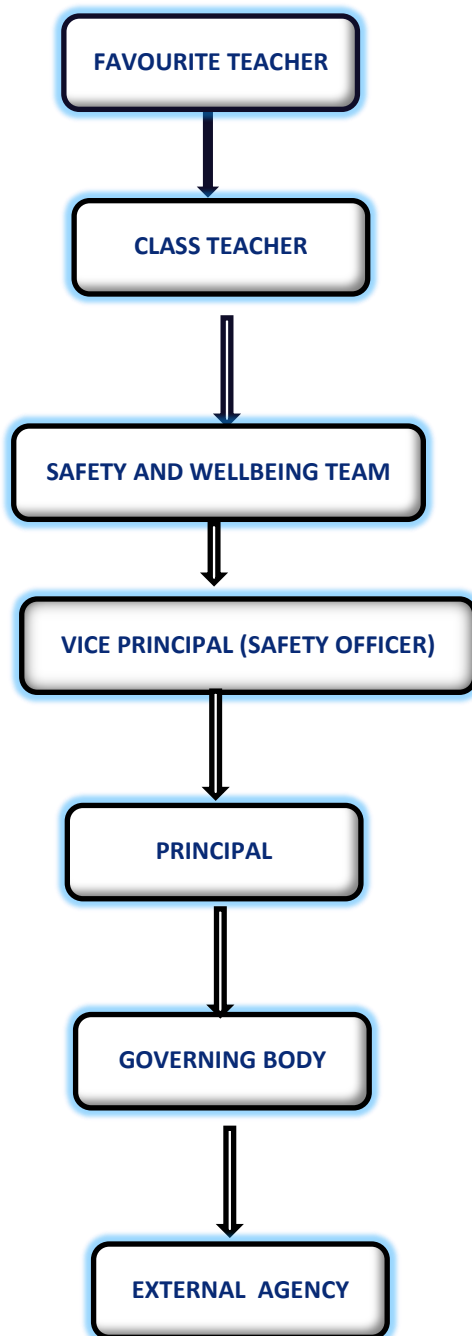 FAVOURITE TEACHER
CLASS TEACHER
SAFETY AND WELLBEING TEAM
VICE PRINCIPAL (SAFETY OFFICER)
PRINCIPAL
GOVERNING BODY
EXTERNAL AGENCY